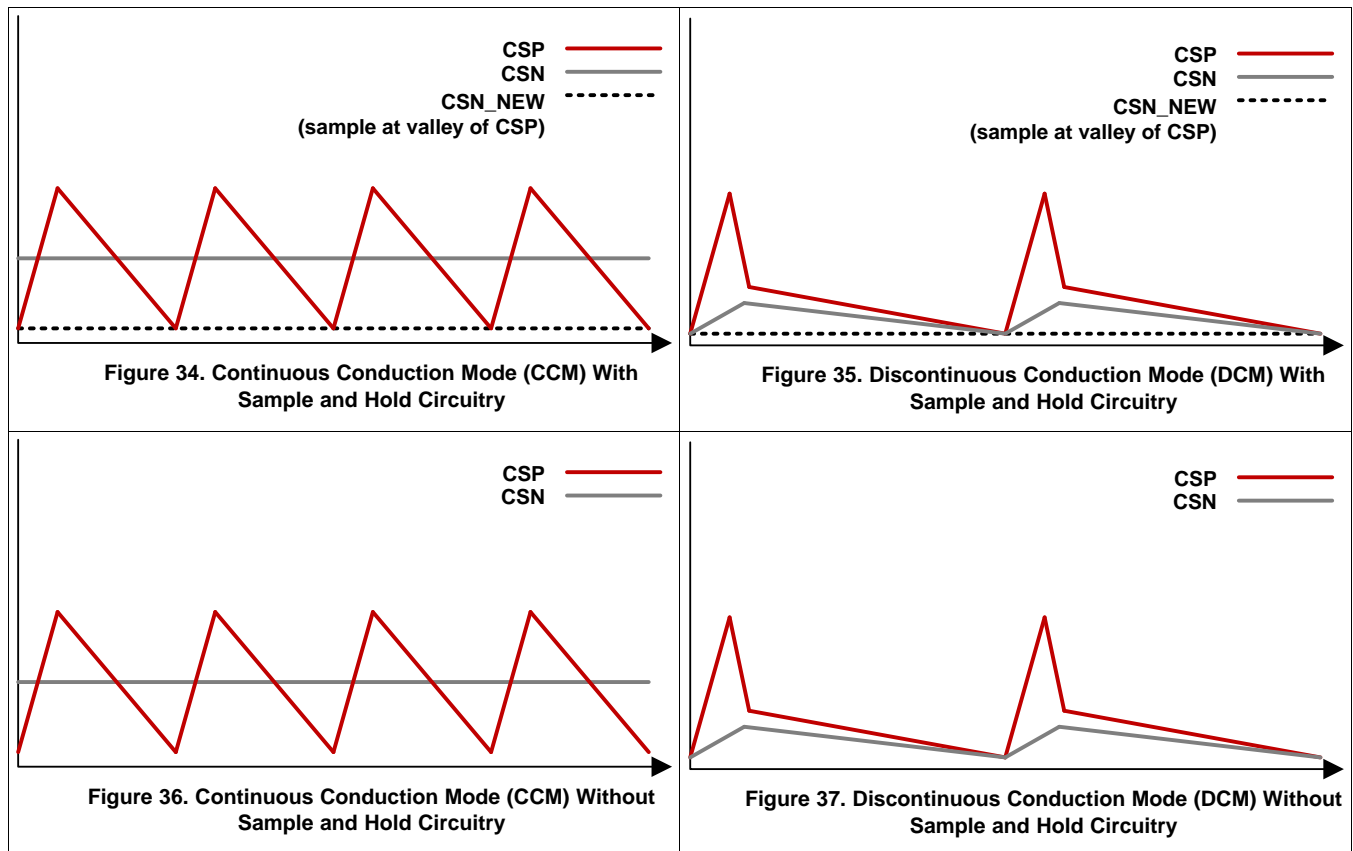 CSP
CSN
CSN_NEW
(sample at valley of CSP)
Figure 34. Continuous Conduction Mode (CCM) With
Sample and Hold Circuitry
CSP
CSN
CSN_NEW
(sample at valley of CSP)
Figure 35. Discontinuous Conduction Mode (DCM) With
Sample and Hold Circuitry
CSP
CSN
Figure 36. Continuous Conduction Mode (CCM) Without
Sample and Hold Circuitry
CSP
CSN
Figure 37. Discontinuous Conduction Mode (DCM) Without
Sample and Hold Circuitry